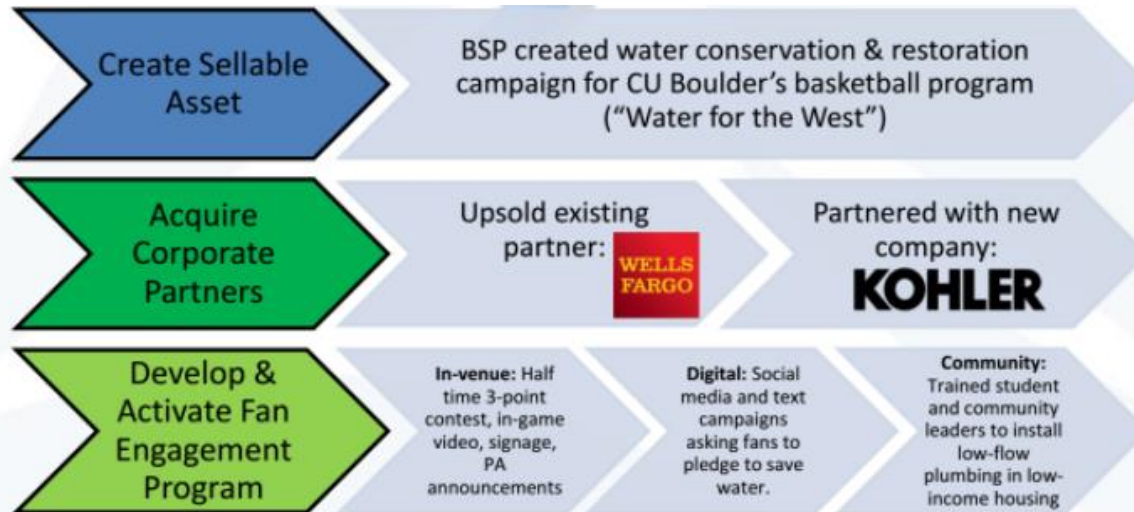 Create Sellable
Asset
BSP created water conservation & restoration
campaign for CU Boulder's basketball program
("Water for the West")
Acquire
Corporate
Partners
Upsold existing
partner:
WELLS
FARGO
Partnered with new
company:
KOHLER
Develop &
Activate Fan
Engagement
Program
In-venue: Half
time 3-point
contest, in-game
video, signage,
PA
announcements
Digital: Social
media and text
campaigns
asking fans to
pledge to save
water.
Community:
Trained student
and community
leaders to install
low-flow
plumbing in low-
income housing